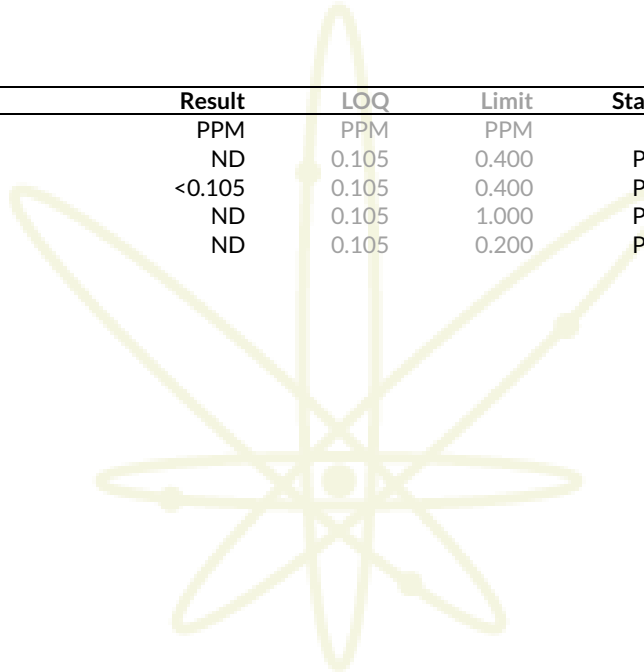 Result LOQ Limit Sta
PPM PPM PPM
ND 0.105 0.400 P
<0.105 0.105 0.400 P
ND 0.105 1.000 P
ND 0.105 0.200 P